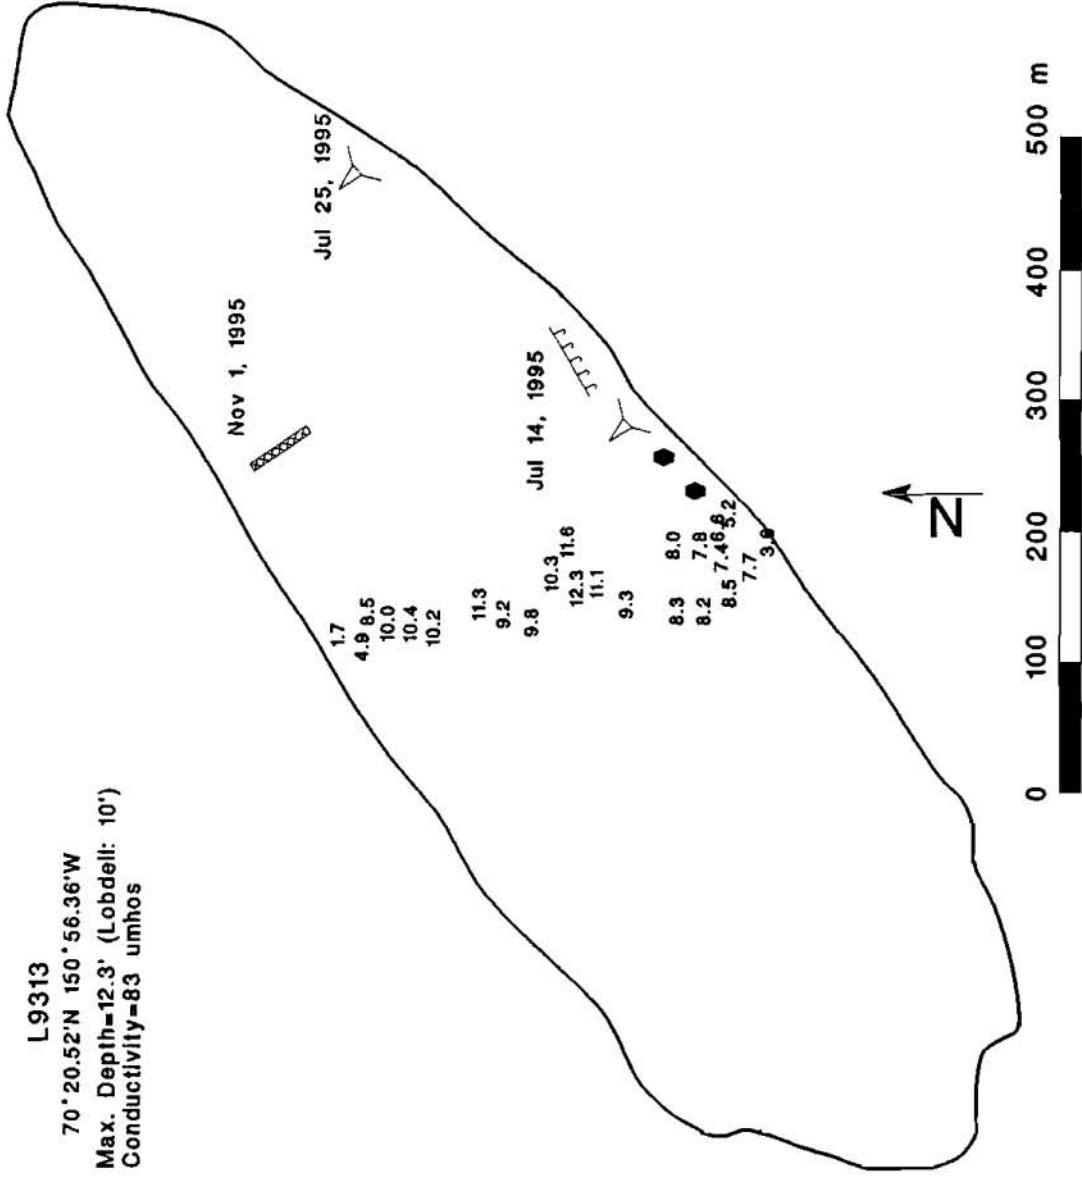 L9313
70°20.52'N 150°56.36'W
Max. Depth=12.3' (Lobdell: 10')
Conductivity=83 umhos
Nov 1, 1995
Jul 25, 1995
Jul 14, 1995
1.7
4.9
8.5
10.0
10.4
10.2
11.3
9.2
9.8
10.3
11.6
12.3
11.1
9.3
8.3
8.0
8.2
7.8
7.4
6.6
8.5
5.2
7.7
N
0 100 200 300 400 500 m